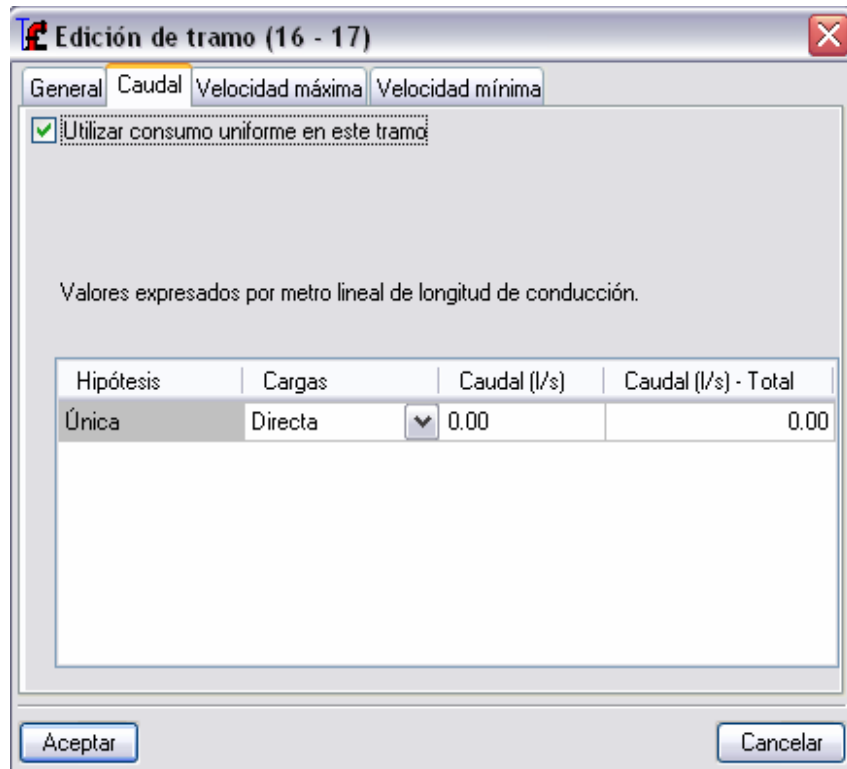 Edición de tramo (16 - 17)
General Caudal Velocidad máxima Velocidad mínima
Utilizar consumo uniforme en este tramo
Valores expresados por metro lineal de longitud de conducción.
Hipótesis Cargas Caudal (l/s) Caudal (l/s) - Total
Única Directa 0.00 0.00
Aceptar Cancelar